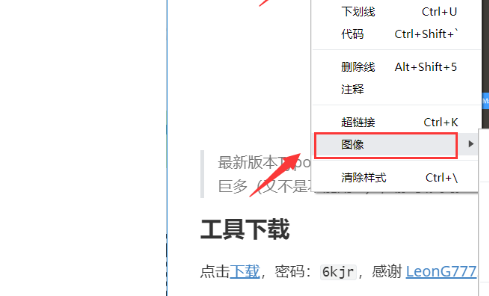 下划线 Ctrl+U
代码 Ctrl+Shift+`
删除线 Alt+Shift+5
注释
超链接 Ctrl+K
图像
最新版本
清除样式 Ctrl+\
巨多（又不是
工具下载
点击下载，密码：6kjr，感谢 LeonG777